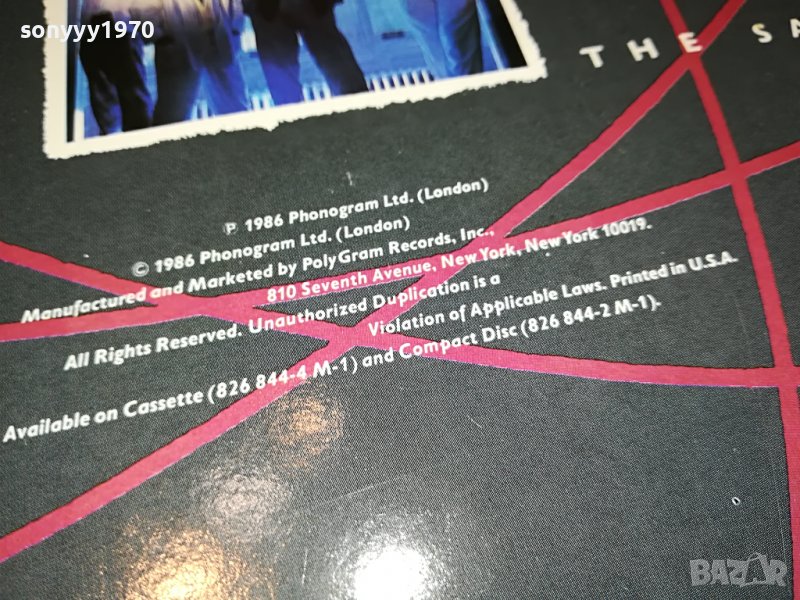 sonyyy1970
THE SA
℗ 1986 Phonogram Ltd. (London)
© 1986 Phonogram Ltd. (London)
Manufactured and Marketed by PolyGram Records, Inc.,
810 Seventh Avenue, New York, New York 10019.
All Rights Reserved. Unauthorized Duplication is a
Violation of Applicable Laws. Printed in U.S.A.
Available on Cassette (826 844-4 M-1) and Compact Disc (826 844-2 M-1).
BAZAR